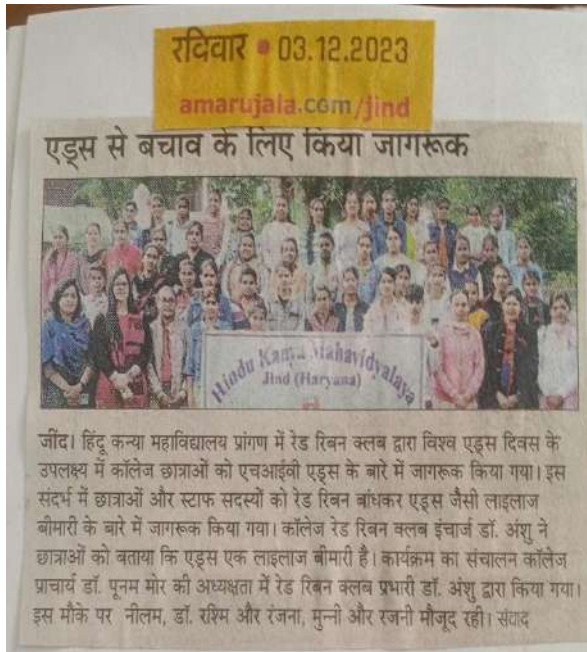 रविवार • 03.12.2023
amarujala.com/jind
एड्स से बचाव के लिए किया जागरूक
Hindu Kanya Mahavidyalaya
Jind (Haryana)
जींद। हिंदू कन्या महाविद्यालय प्रांगण में रेड रिबन क्लब द्वारा विश्व एड्स दिवस के
उपलक्ष्य में कॉलेज छात्राओं को एचआईवी एड्स के बारे में जागरूक किया गया। इस
संदर्भ में छात्राओं और स्टाफ सदस्यों को रेड रिबन बांधकर एड्स जैसी लाइलाज
बीमारी के बारे में जागरूक किया गया। कॉलेज रेड रिबन क्लब इंचार्ज डॉ. अंशु ने
छात्राओं को बताया कि एड्स एक लाइलाज बीमारी है। कार्यक्रम का संचालन कॉलेज
प्राचार्य डॉ. पूनम मोर की अध्यक्षता में रेड रिबन क्लब प्रभारी डॉ. अंशु द्वारा किया गया।
इस मौके पर नीलम, डॉ. रश्मि और रंजना, मुन्नी और रजनी मौजूद रही। संवाद